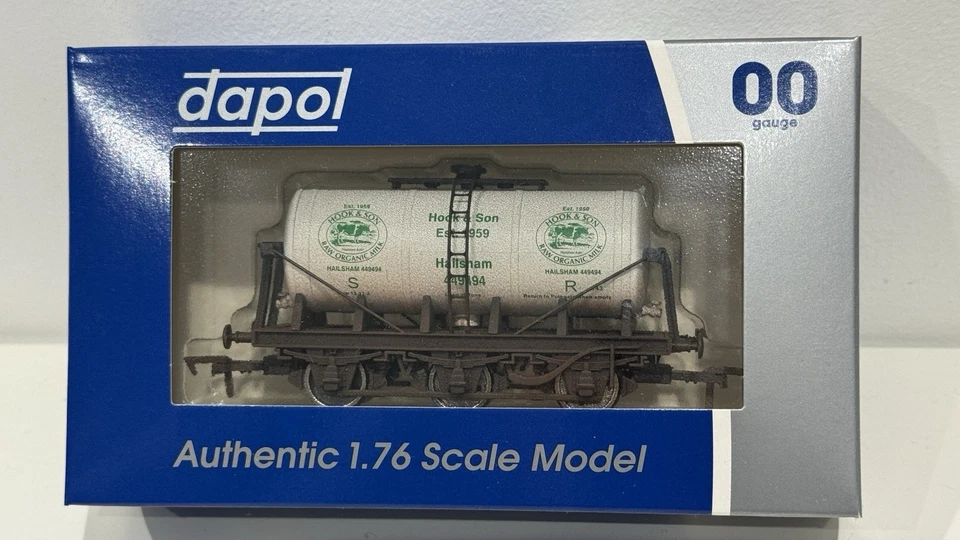 dapol
00
gauge
Est. 1959
HOOK & SON
RAW ORGANIC MILK
HAILSHAM 449494
S
Hook & Son
Est. 1959
Hailsham
449494
Est. 1959
HOOK & SON
RAW ORGANIC MILK
HAILSHAM 449494
R
Authentic 1.76 Scale Model